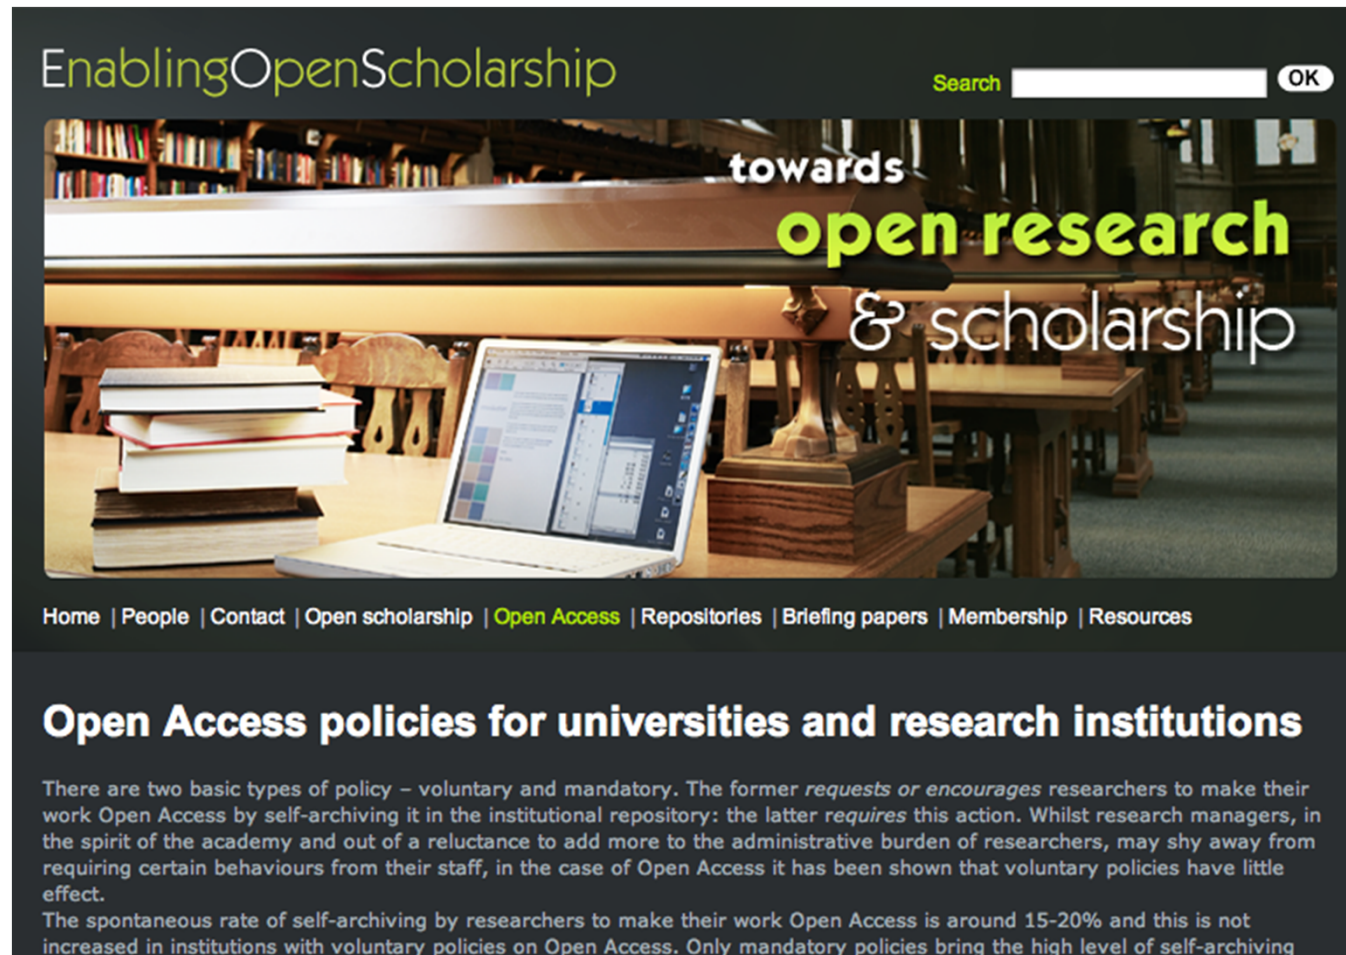 EnablingOpenScholarship
Search
OK
towards
open research
& scholarship
Home | People | Contact | Open scholarship | Open Access | Repositories | Briefing papers | Membership | Resources
Open Access policies for universities and research institutions
There are two basic types of policy – voluntary and mandatory. The former requests or encourages researchers to make their
work Open Access by self-archiving it in the institutional repository: the latter requires this action. Whilst research managers, in
the spirit of the academy and out of a reluctance to add more to the administrative burden of researchers, may shy away from
requiring certain behaviours from their staff, in the case of Open Access it has been shown that voluntary policies have little
effect.
The spontaneous rate of self-archiving by researchers to make their work Open Access is around 15-20% and this is not
increased in institutions with voluntary policies on Open Access. Only mandatory policies bring the high level of self-archiving